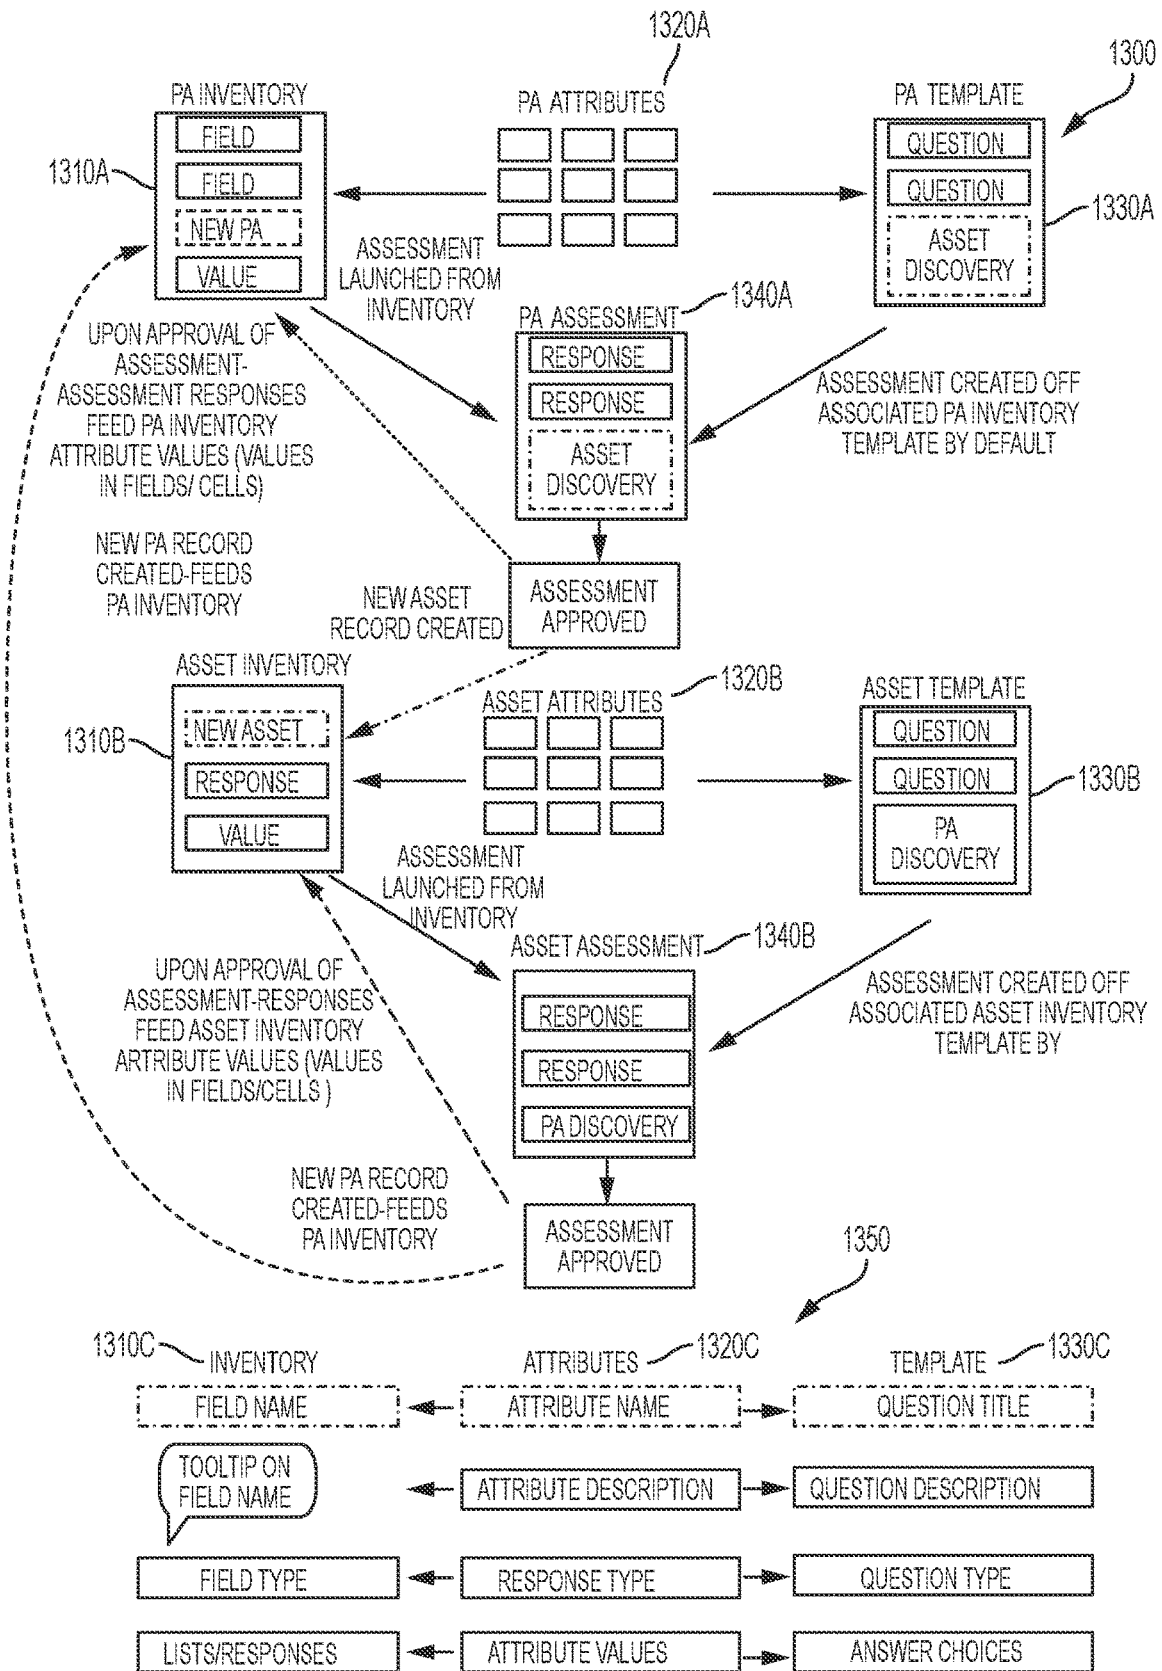 1320A
1300
PA INVENTORY
PA ATTRIBUTES
PA TEMPLATE
FIELD
FIELD
NEW PA
VALUE
1310A
QUESTION
QUESTION
ASSET
DISCOVERY
1330A
ASSESSMENT
LAUNCHED FROM
INVENTORY
1340A
PA ASSESSMENT
RESPONSE
RESPONSE
ASSET
DISCOVERY
UPON APPROVAL OF
ASSESSMENT-
ASSESSMENT RESPONSES
FEED PA INVENTORY
ATTRIBUTE VALUES (VALUES
IN FIELDS/ CELLS)
ASSESSMENT CREATED OFF
ASSOCIATED PA INVENTORY
TEMPLATE BY DEFAULT
NEW PA RECORD
CREATED-FEEDS
PA INVENTORY
NEW ASSET
RECORD CREATED
ASSESSMENT
APPROVED
ASSET INVENTORY
1320B
ASSET ATTRIBUTES
ASSET TEMPLATE
NEW ASSET
RESPONSE
VALUE
1310B
QUESTION
QUESTION
PA
DISCOVERY
1330B
ASSESSMENT
LAUNCHED FROM
INVENTORY
ASSET ASSESSMENT
1340B
RESPONSE
RESPONSE
PA DISCOVERY
UPON APPROVAL OF
ASSESSMENT-RESPONSES
FEED ASSET INVENTORY
ARTRIBUTE VALUES (VALUES
IN FIELDS/CELLS )
ASSESSMENT CREATED OFF
ASSOCIATED ASSET INVENTORY
TEMPLATE BY
NEW PA RECORD
CREATED-FEEDS
PA INVENTORY
ASSESSMENT
APPROVED
1350
1310C
INVENTORY
ATTRIBUTES
1320C
TEMPLATE
1330C
FIELD NAME
ATTRIBUTE NAME
QUESTION TITLE
TOOLTIP ON
FIELD NAME
ATTRIBUTE DESCRIPTION
QUESTION DESCRIPTION
FIELD TYPE
RESPONSE TYPE
QUESTION TYPE
LISTS/RESPONSES
ATTRIBUTE VALUES
ANSWER CHOICES